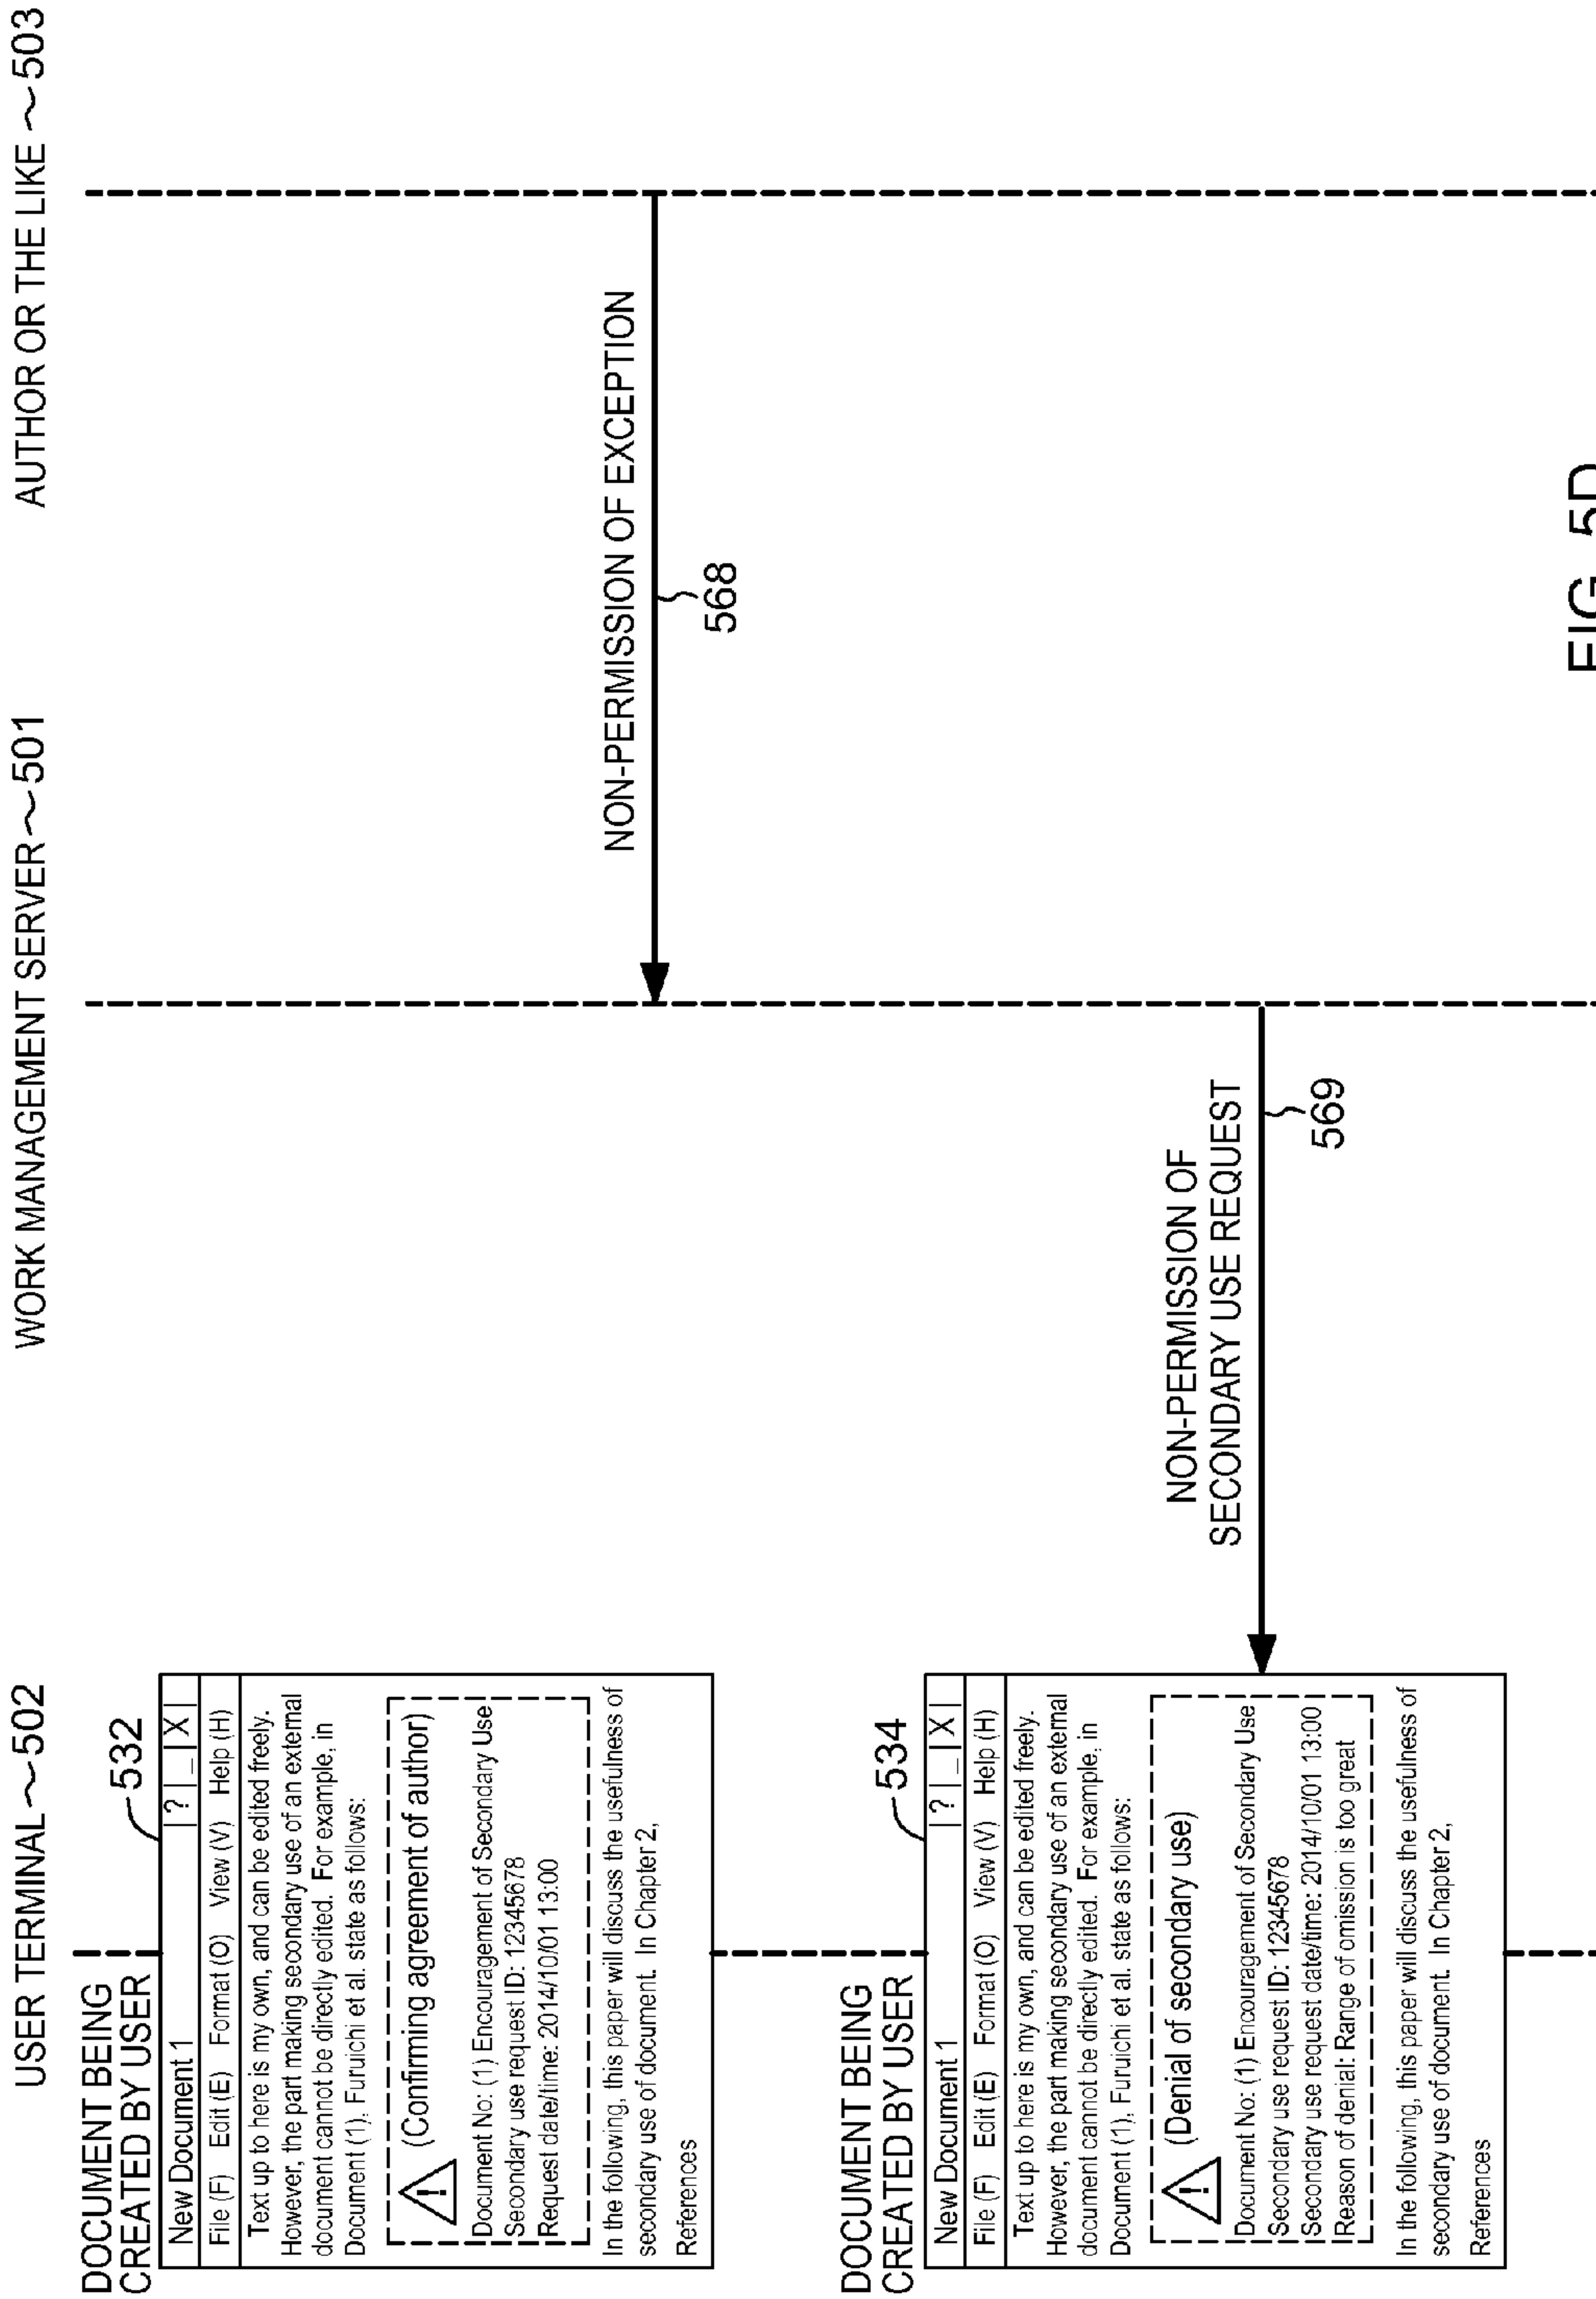 USER TERMINAL ~502
WORK MANAGEMENT SERVER ~501
AUTHOR OR THE LIKE ~503
DOCUMENT BEING
CREATED BY USER
532
New Document 1 | ? | _ | X |
File (F) Edit (E) Format (O) View (V) Help (H)
Text up to here is my own, and can be edited freely.
However, the part making secondary use of an external
document cannot be directly edited. For example, in
Document (1), Furuichi et al. state as follows:
(Confirming agreement of author)
Document No: (1) Encouragement of Secondary Use
Secondary use request ID: 12345678
Request date/time: 2014/10/01 13:00
In the following, this paper will discuss the usefulness of
secondary use of document. In Chapter 2,
References
NON-PERMISSION OF EXCEPTION
568
DOCUMENT BEING
CREATED BY USER
534
New Document 1 | ? | _ | X |
File (F) Edit (E) Format (O) View (V) Help (H)
Text up to here is my own, and can be edited freely.
However, the part making secondary use of an external
document cannot be directly edited. For example, in
Document (1), Furuichi et al. state as follows:
(Denial of secondary use)
Document No: (1) Encouragement of Secondary Use
Secondary use request ID: 12345678
Secondary use request date/time: 2014/10/01 13:00
Reason of denial: Range of omission is too great
In the following, this paper will discuss the usefulness of
secondary use of document. In Chapter 2,
References
NON-PERMISSION OF
SECONDARY USE REQUEST
569
FIG. 5D